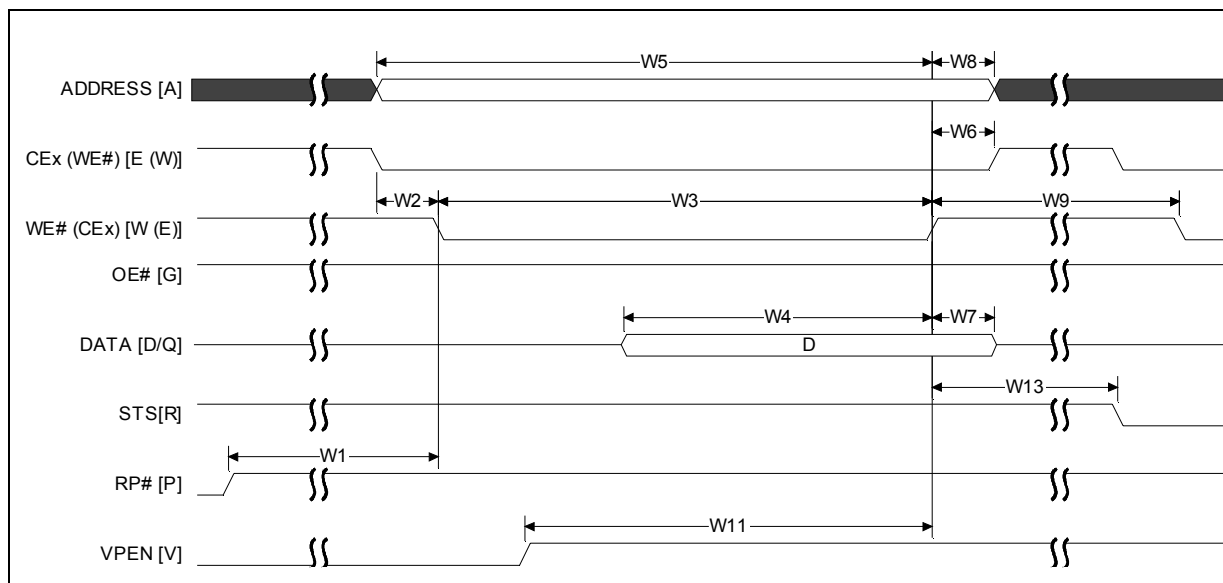 W5 W8
ADDRESS [A]
W6
CEx (WE#) [E (W)]
W2 W3 W9
WE# (CEx) [W (E)]
OE# [G]
W4 W7
DATA [D/Q] D
W13
STS[R]
W1
RP# [P]
W11
VPEN [V]